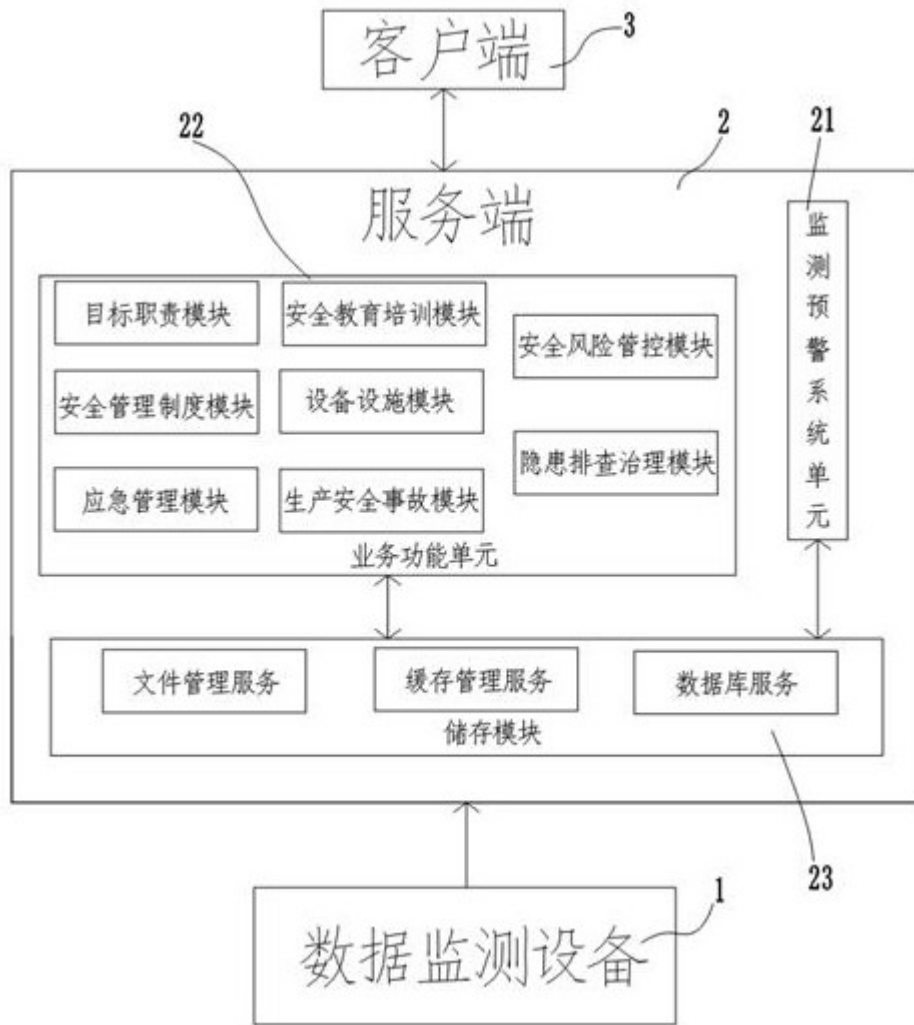 客户端
3
22
2
21
服务端
监测预警系统单元
目标职责模块
安全教育培训模块
安全风险管控模块
安全管理制度模块
设备设施模块
隐患排查治理模块
应急管理模块
生产安全事故模块
业务功能单元
文件管理服务
缓存管理服务
数据库服务
储存模块
23
1
数据监测设备